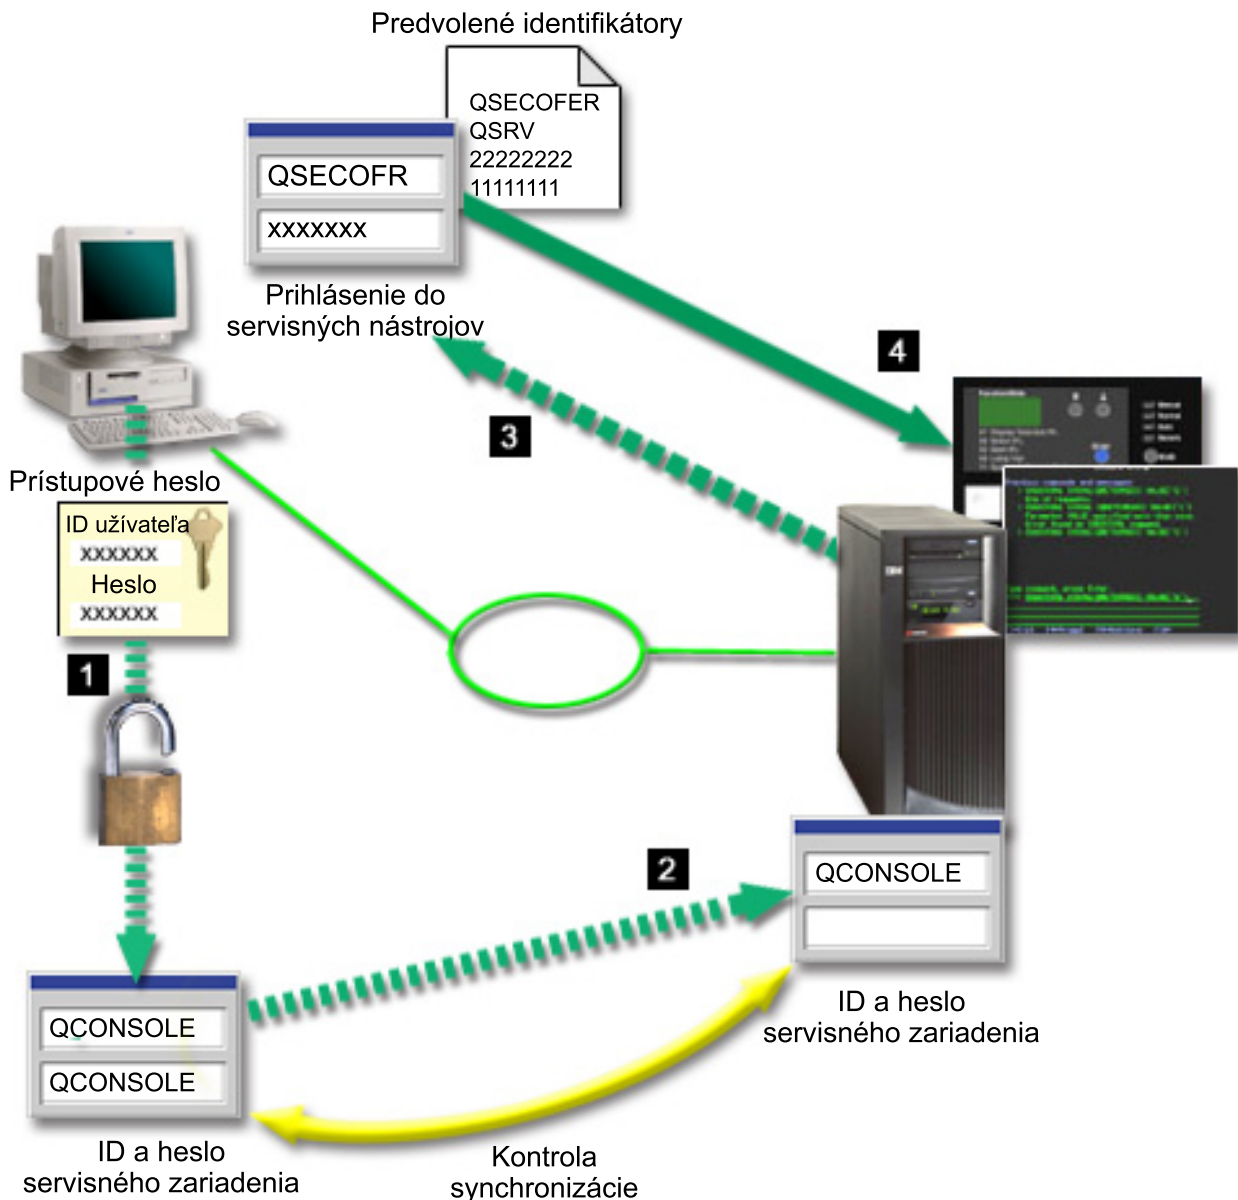 Predvolené identifikátory
QSECOFER
QSRV
22222222
11111111
QSECOFR
xxxxxxx
Prihlásenie do
servisných nástrojov
4
3
Prístupové heslo
ID užívateľa
xxxxxx
Heslo
xxxxxx
1
IBM
2
QCONSOLE
ID a heslo
servisného zariadenia
QCONSOLE
QCONSOLE
ID a heslo
servisného zariadenia
Kontrola
synchronizácie